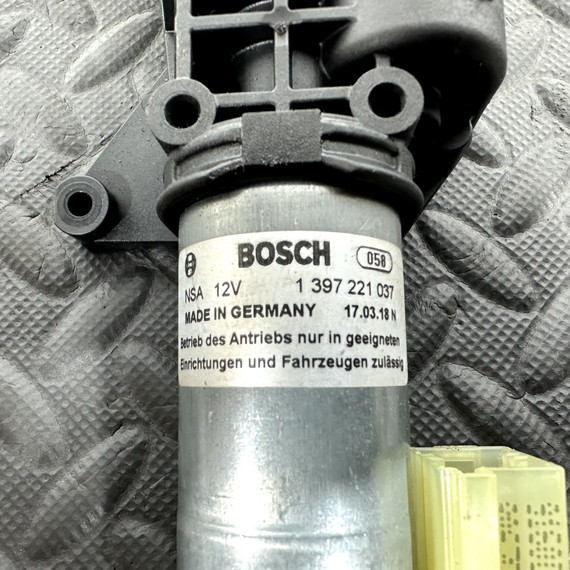 BOSCH 058
NSA 12V 1 397 221 037
MADE IN GERMANY 17.03.18 N
Betrieb des Antriebs nur in geeigneten
Einrichtungen und Fahrzeugen zulässig